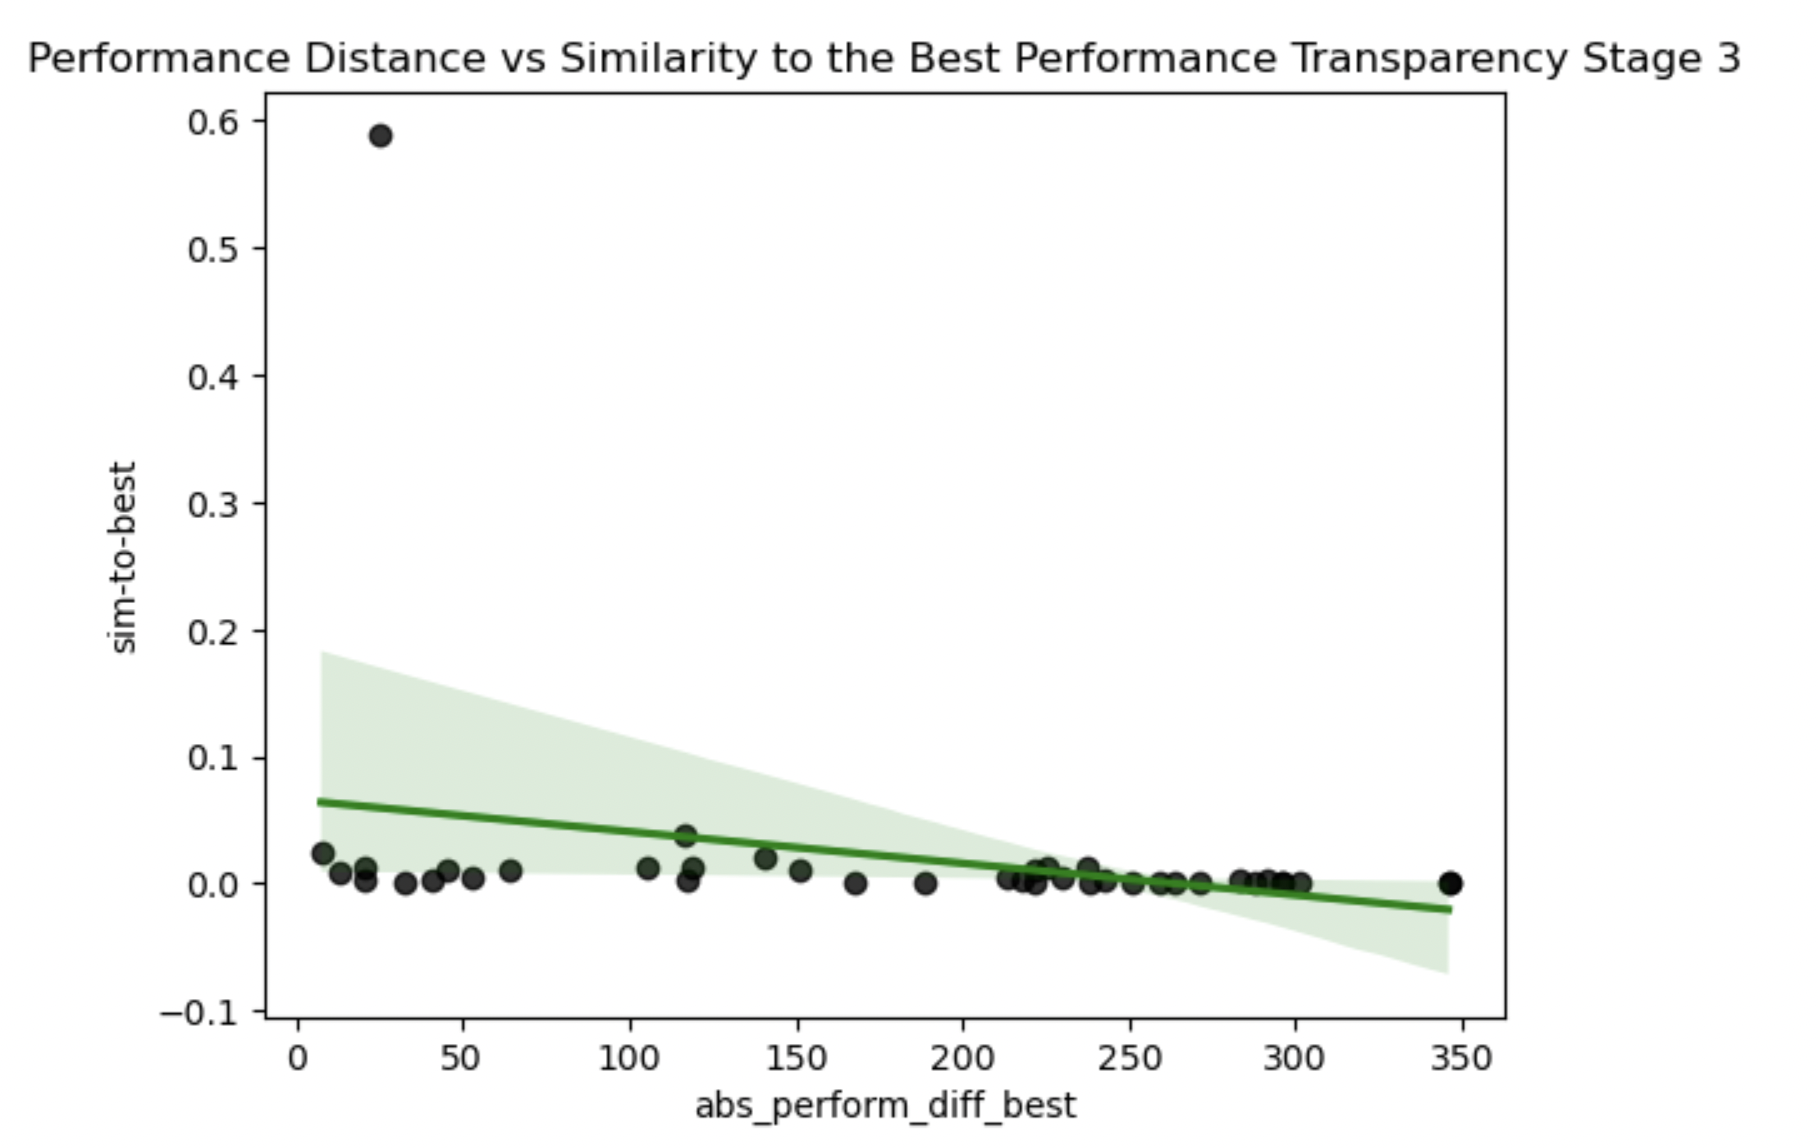 Performance Distance vs Similarity to the Best Performance Transparency Stage 3
0.6
0.5
0.4
0.3
0.2
0.1
0.0
−0.1
sim-to-best
0 50 100 150 200 250 300 350
abs_perform_diff_best